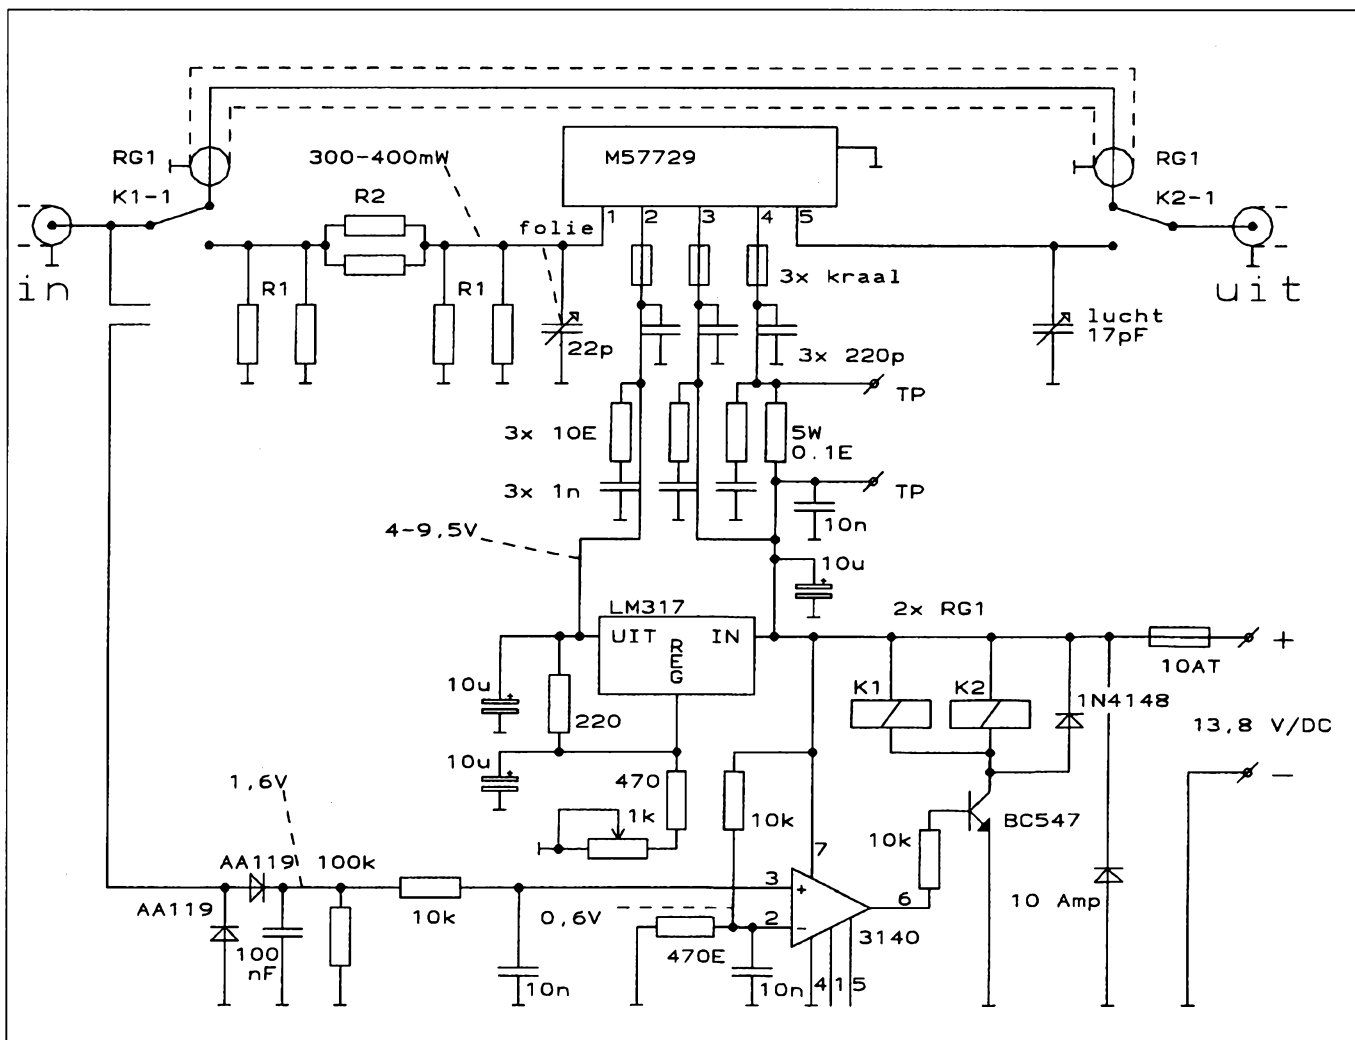 RG1
300-400mW
M57729
RG1
K1-1
R2
K2-1
1
2
3
4
5
folie
in
R1
R1
3x kraal
uit
22p
lucht
17pF
3x 220p
TP
3x 10E
5W
0.1E
3x 1n
TP
10n
4-9,5V
10u
LM317
2x RG1
UIT
IN
REG
+
10AT
10u
220
K1
K2
1N4148
13,8 V/DC
10u
1,6V
470
1k
10k
10k
BC547
-
7
AA119
100k
3
+
6
AA119
10k
0,6V
2
-
3140
10 Amp
100
nF
470E
10n
10n
4
1
5